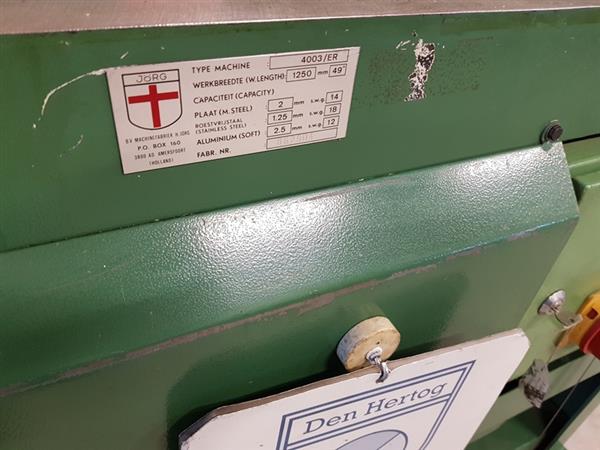 JÖRG
TYPE MACHINE 4003/ER
WERKBREEDTE (W.LENGTH): 1250 mm 49"
CAPACITEIT (CAPACITY)
PLAAT (M. STEEL) 2 mm s.w.g 14
ROESTVRIJSTAAL (STAINLESS STEEL) 1.25 mm s.w.g 18
ALUMINIUM (SOFT) 2.5 mm s.w.g 12
FABR. NR.
B V MACHINEFABRIEK H. JÖRG
P.O. BOX 160
3800 AD. AMERSFOORT
(HOLLAND)
Den Hertog